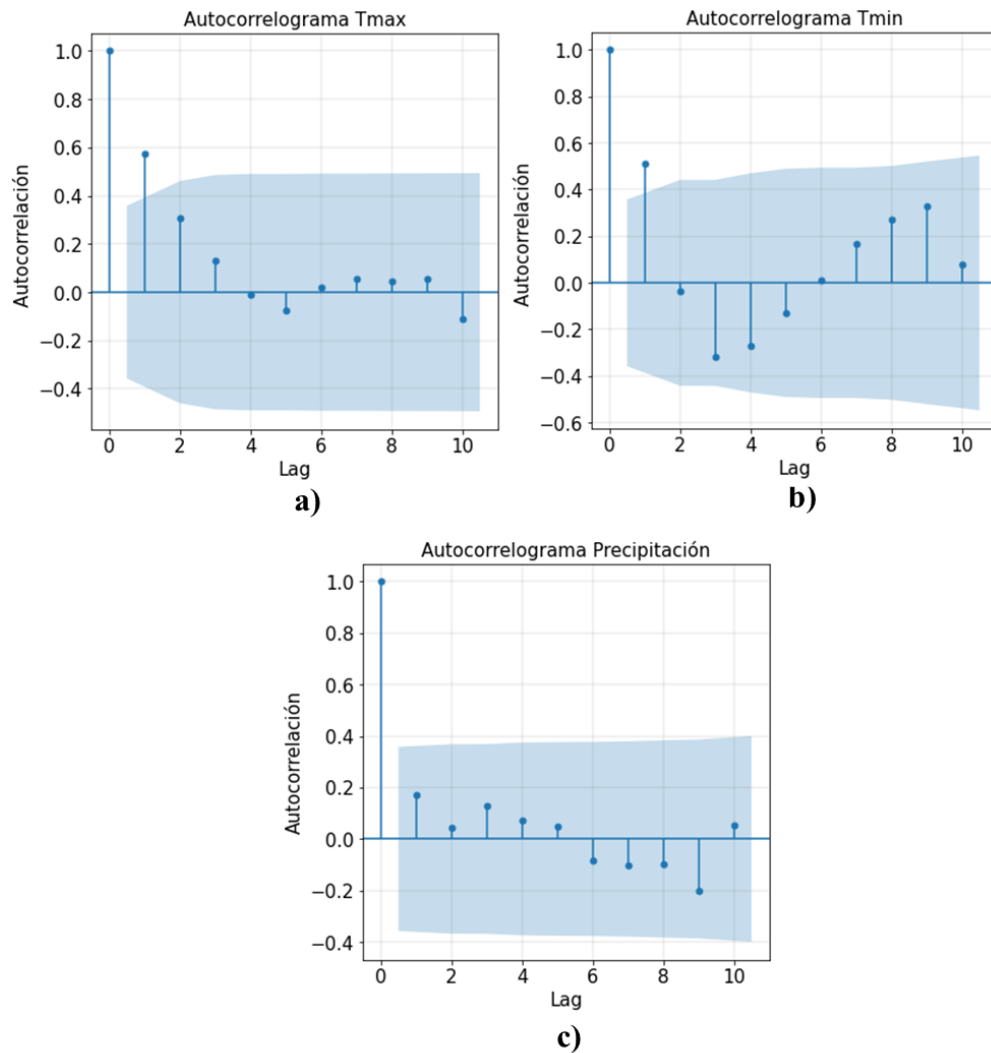 Autocorrelograma Tmax
Autocorrelación
1.0
0.8
0.6
0.4
0.2
0.0
−0.2
−0.4
0 2 4 6 8 10
Lag
a)
Autocorrelograma Tmin
Autocorrelación
1.0
0.8
0.6
0.4
0.2
0.0
−0.2
−0.4
−0.6
0 2 4 6 8 10
Lag
b)
Autocorrelograma Precipitación
Autocorrelación
1.0
0.8
0.6
0.4
0.2
0.0
−0.2
−0.4
0 2 4 6 8 10
Lag
c)